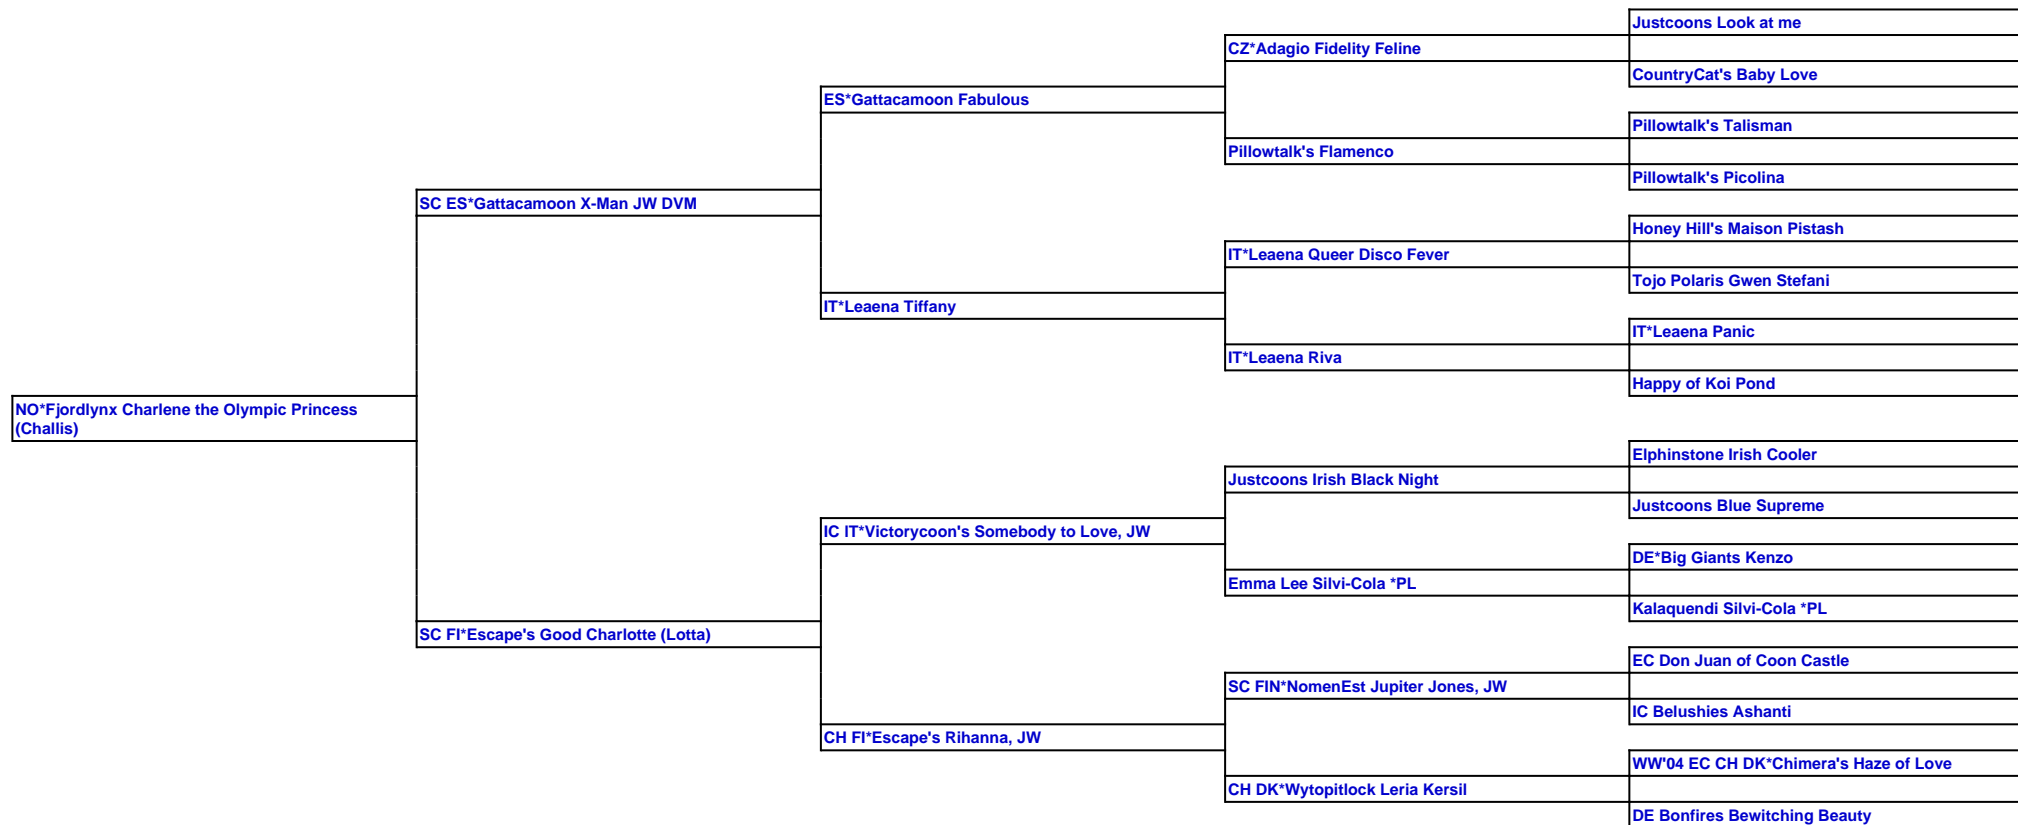 Justcoons Look at me
CZ*Adagio Fidelity Feline
CountryCat's Baby Love
ES*Gattacamoon Fabulous
Pillowtalk's Talisman
Pillowtalk's Flamenco
Pillowtalk's Picolina
SC ES*Gattacamoon X-Man JW DVM
Honey Hill's Maison Pistash
IT*Leaena Queer Disco Fever
Tojo Polaris Gwen Stefani
IT*Leaena Tiffany
IT*Leaena Panic
IT*Leaena Riva
Happy of Koi Pond
NO*Fjordlynx Charlene the Olympic Princess
(Challis)
Elphinstone Irish Cooler
Justcoons Irish Black Night
Justcoons Blue Supreme
IC IT*Victorycoon's Somebody to Love, JW
DE*Big Giants Kenzo
Emma Lee Silvi-Cola *PL
Kalaquendi Silvi-Cola *PL
SC FI*Escape's Good Charlotte (Lotta)
EC Don Juan of Coon Castle
SC FIN*NomenEst Jupiter Jones, JW
IC Belushies Ashanti
CH FI*Escape's Rihanna, JW
WW'04 EC CH DK*Chimera's Haze of Love
CH DK*Wytopitlock Leria Kersil
DE Bonfires Bewitching Beauty